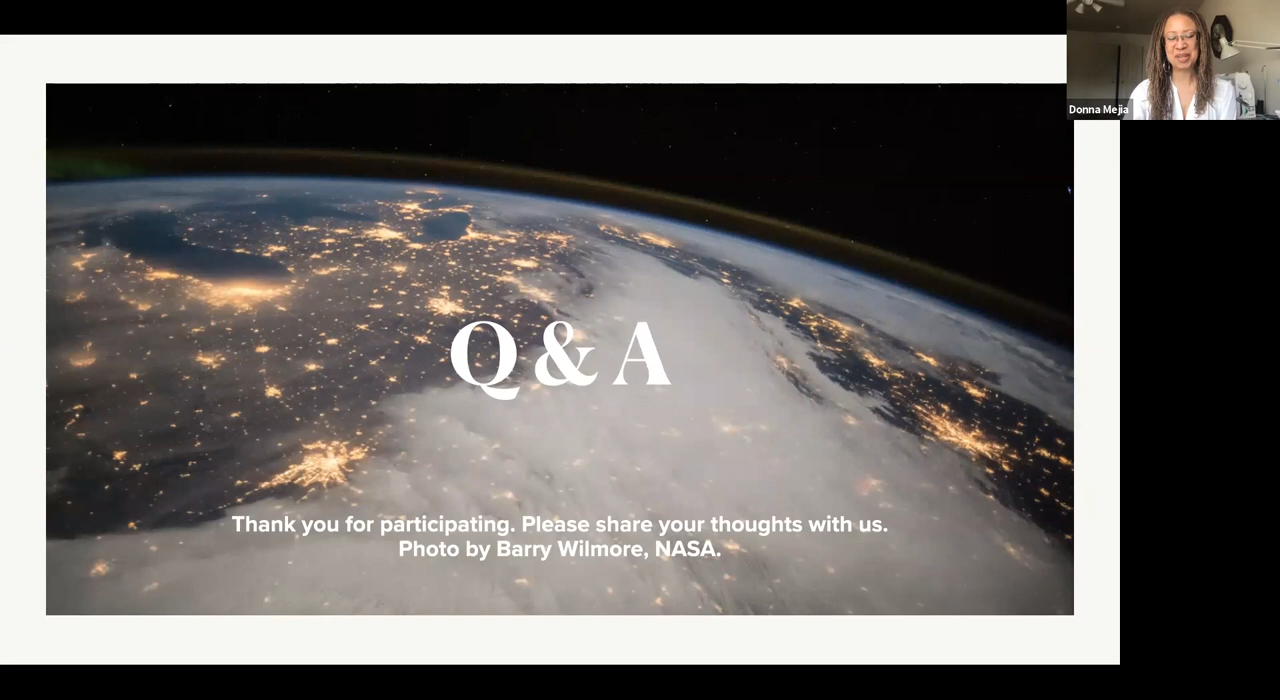 Donna Mejia
Q & A
Thank you for participating. Please share your thoughts with us.
Photo by Barry Wilmore, NASA.